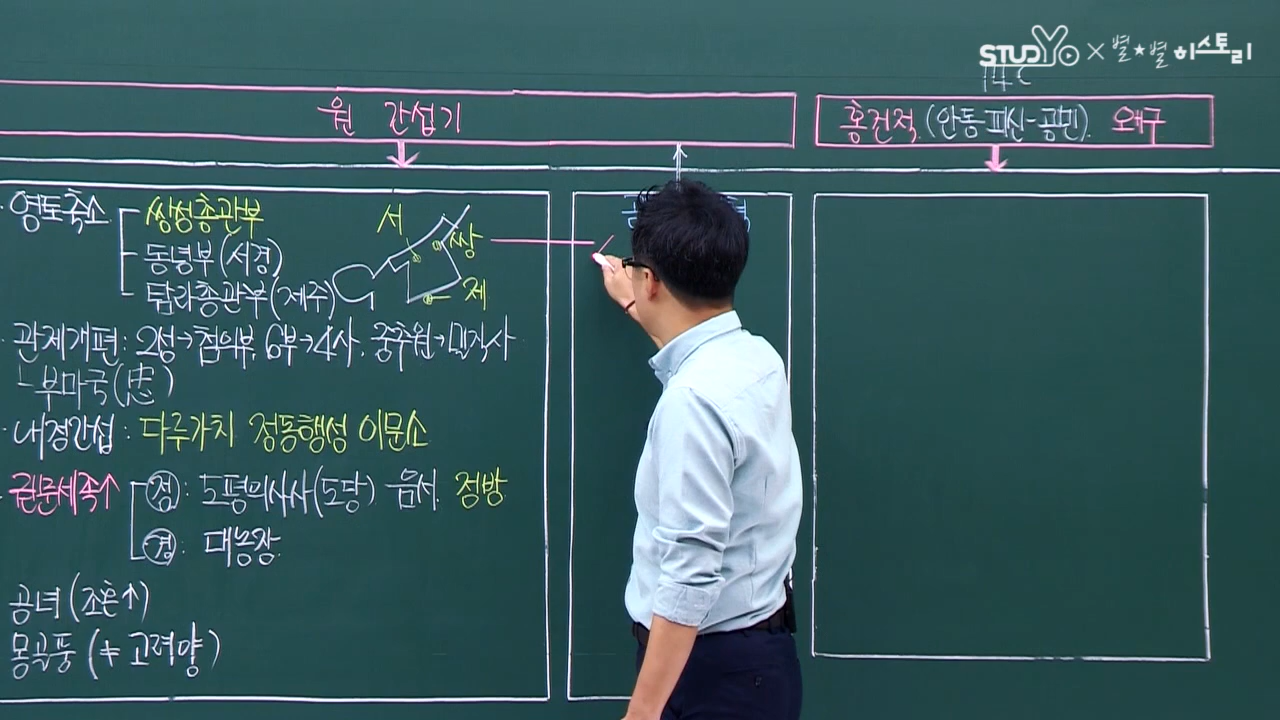 STUDYO × 별★별 히스토리
14C
원 간섭기
홍건적 (안동 피신-공민) 왜구
영토축소
쌍성총관부
동녕부 (서경)
탐라총관부 (제주)
서
쌍
제
관제개편: 2성→첨의부, 6부→4사, 중추원→밀직사
부마국 (忠)
내정간섭: 다루가치 정동행성 이문소
권문세족↑
정: 도평의사사(도당) 음서 정방
경: 대농장
공녀 (조혼↑)
몽골풍 (≠고려양)